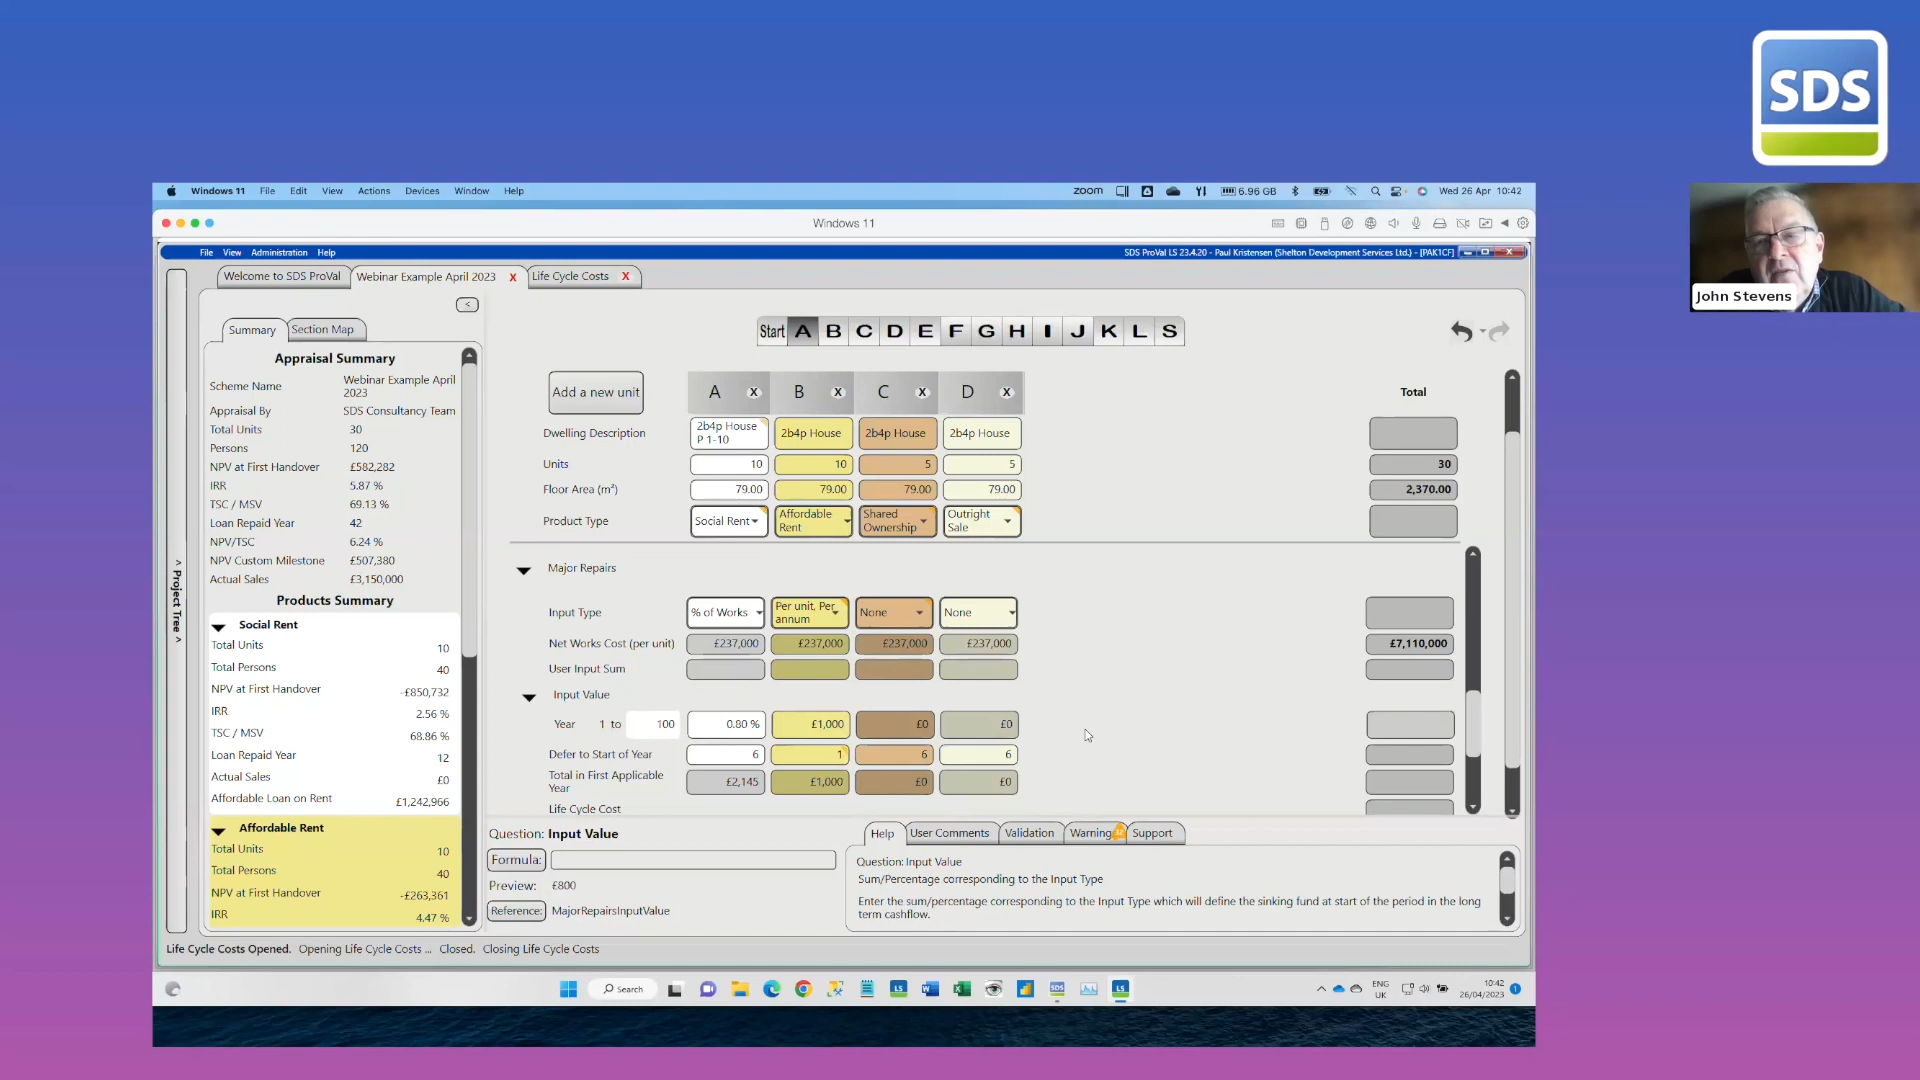 SDS
John Stevens
Windows 11 File Edit View Actions Devices Window Help
zoom 6.96 GB Wed 26 Apr 10:42
Windows 11
File View Administration Help
SDS ProVal LS 23.4.20 - Paul Kristensen (Shelton Development Services Ltd.) - [PAK1CF]
Welcome to SDS ProVal Webinar Example April 2023 X Life Cycle Costs X
^ Project Tree ^
<
Summary Section Map
Appraisal Summary
Scheme Name Webinar Example April 2023
Appraisal By SDS Consultancy Team
Total Units 30
Persons 120
NPV at First Handover £582,282
IRR 5.87 %
TSC / MSV 69.13 %
Loan Repaid Year 42
NPV/TSC 6.24 %
NPV Custom Milestone £507,380
Actual Sales £3,150,000
Products Summary
Social Rent
Total Units 10
Total Persons 40
NPV at First Handover -£850,732
IRR 2.56 %
TSC / MSV 68.86 %
Loan Repaid Year 12
Actual Sales £0
Affordable Loan on Rent £1,242,966
Affordable Rent
Total Units 10
Total Persons 40
NPV at First Handover -£263,361
IRR 4.47 %
Start A B C D E F G H I J K L S
Add a new unit A X B X C X D X Total
Dwelling Description 2b4p House P 1-10 2b4p House 2b4p House 2b4p House
Units 10 10 5 5 30
Floor Area (m²) 79.00 79.00 79.00 79.00 2,370.00
Product Type Social Rent Affordable Rent Shared Ownership Outright Sale
Major Repairs
Input Type % of Works Per unit, Per annum None None
Net Works Cost (per unit) £237,000 £237,000 £237,000 £237,000 £7,110,000
User Input Sum
Input Value
Year 1 to 100 0.80 % £1,000 £0 £0
Defer to Start of Year 6 1 6 6
Total in First Applicable Year £2,145 £1,000 £0 £0
Life Cycle Cost
Question: Input Value
Formula:
Preview: £800
Reference: MajorRepairsInputValue
Help User Comments Validation Warning Support
Question: Input Value
Sum/Percentage corresponding to the Input Type
Enter the sum/percentage corresponding to the Input Type which will define the sinking fund at start of the period in the long
term cashflow.
Life Cycle Costs Opened. Opening Life Cycle Costs ... Closed. Closing Life Cycle Costs
Search
LS
SDS
LS
ENG
UK
10:42
26/04/2023
1